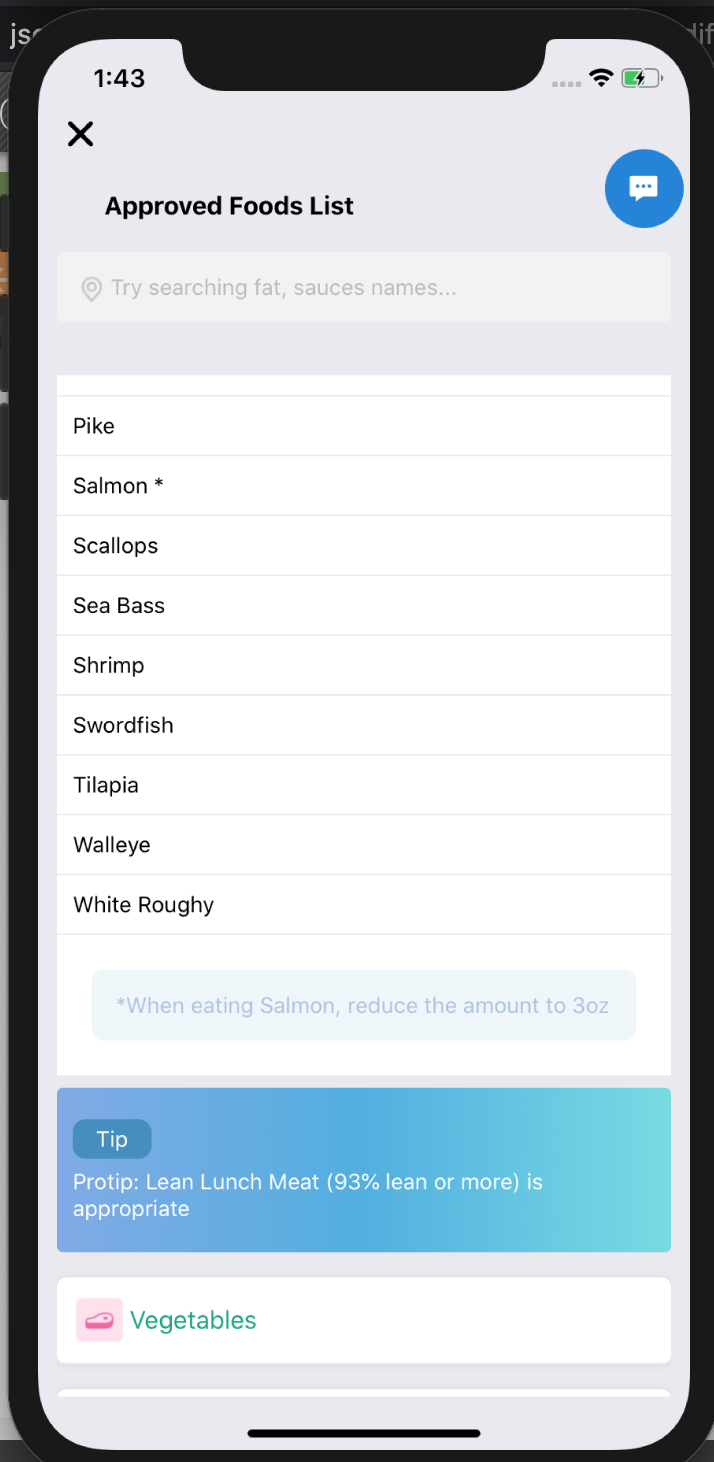 jsc
dif
1:43
Approved Foods List
Try searching fat, sauces names...
Pike
Salmon *
Scallops
Sea Bass
Shrimp
Swordfish
Tilapia
Walleye
White Roughy
*When eating Salmon, reduce the amount to 3oz
Tip
Protip: Lean Lunch Meat (93% lean or more) is
appropriate
Vegetables